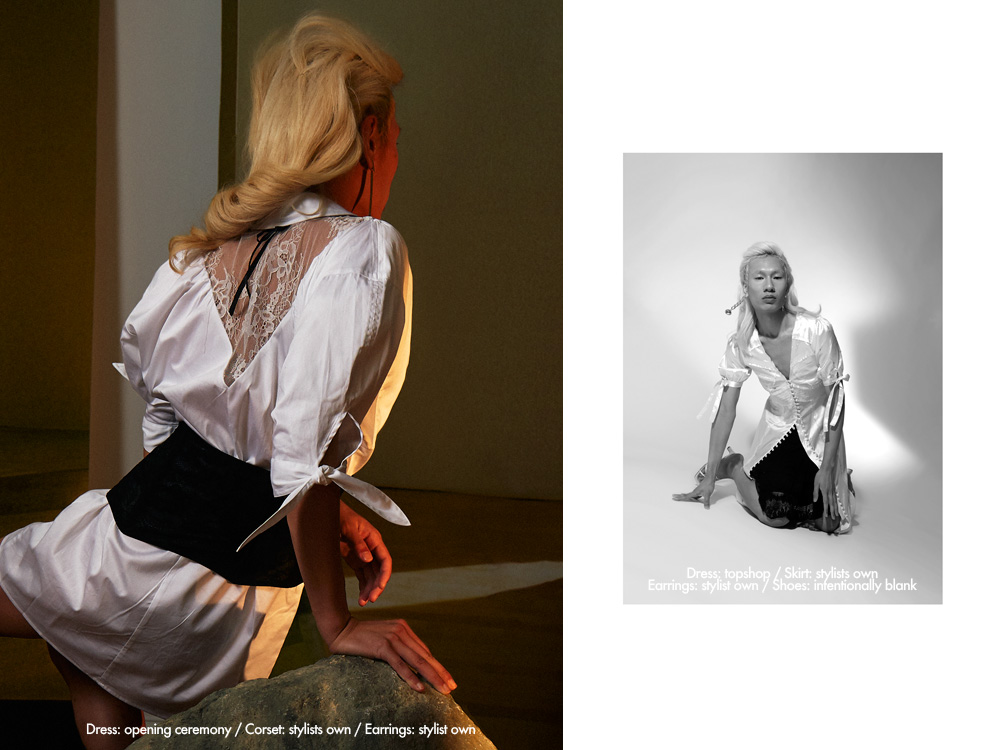 Dress: opening ceremony / Corset: stylists own / Earrings: stylist own
Dress: topshop / Skirt: stylists own
Earrings: stylist own / Shoes: intentionally blank